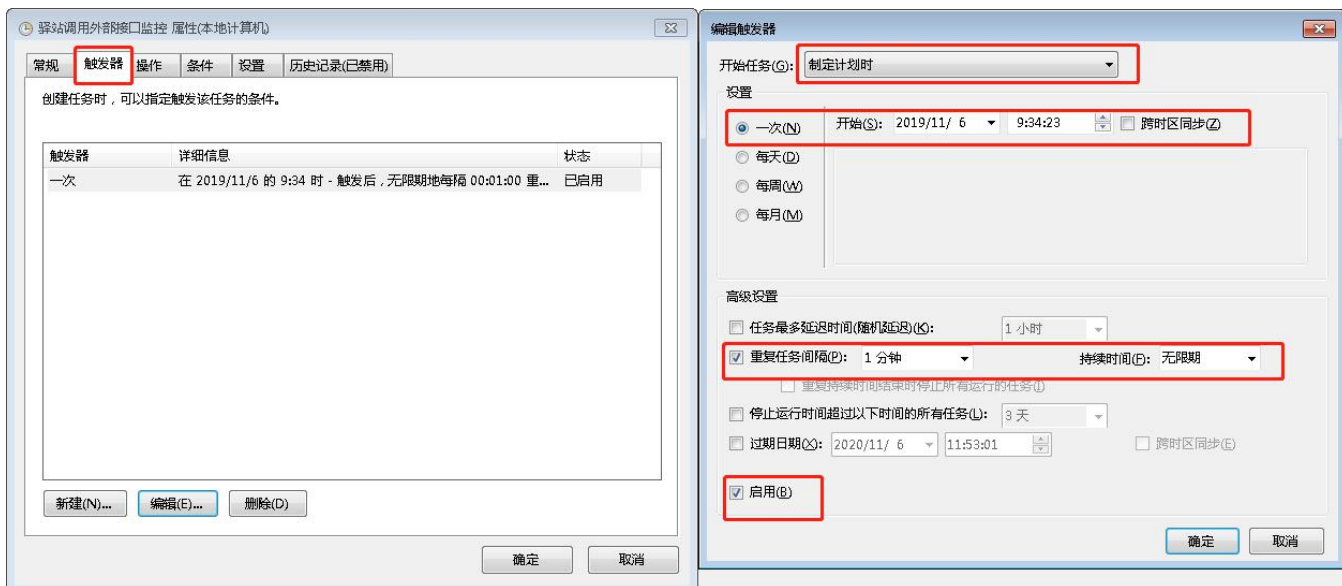 驿站调用外部接口监控 属性(本地计算机)
常规 触发器 操作 条件 设置 历史记录(已禁用)
创建任务时，可以指定触发该任务的条件。
触发器 详细信息 状态
一次 在 2019/11/6 的 9:34 时 - 触发后，无限期地每隔 00:01:00 重... 已启用
新建(N)... 编辑(E)... 删除(D)
确定 取消
编辑触发器
开始任务(G): 制定计划时
设置
一次(N) 开始(S): 2019/11/ 6 9:34:23 跨时区同步(Z)
每天(D)
每周(W)
每月(M)
高级设置
任务最多延迟时间(随机延迟)(K): 1 小时
重复任务间隔(P): 1 分钟 持续时间(F): 无限期
重复持续时间结束时停止所有运行的任务(I)
停止运行时间超过以下时间的所有任务(L): 3 天
过期日期(X): 2020/11/ 6 11:53:01 跨时区同步(E)
启用(B)
确定 取消